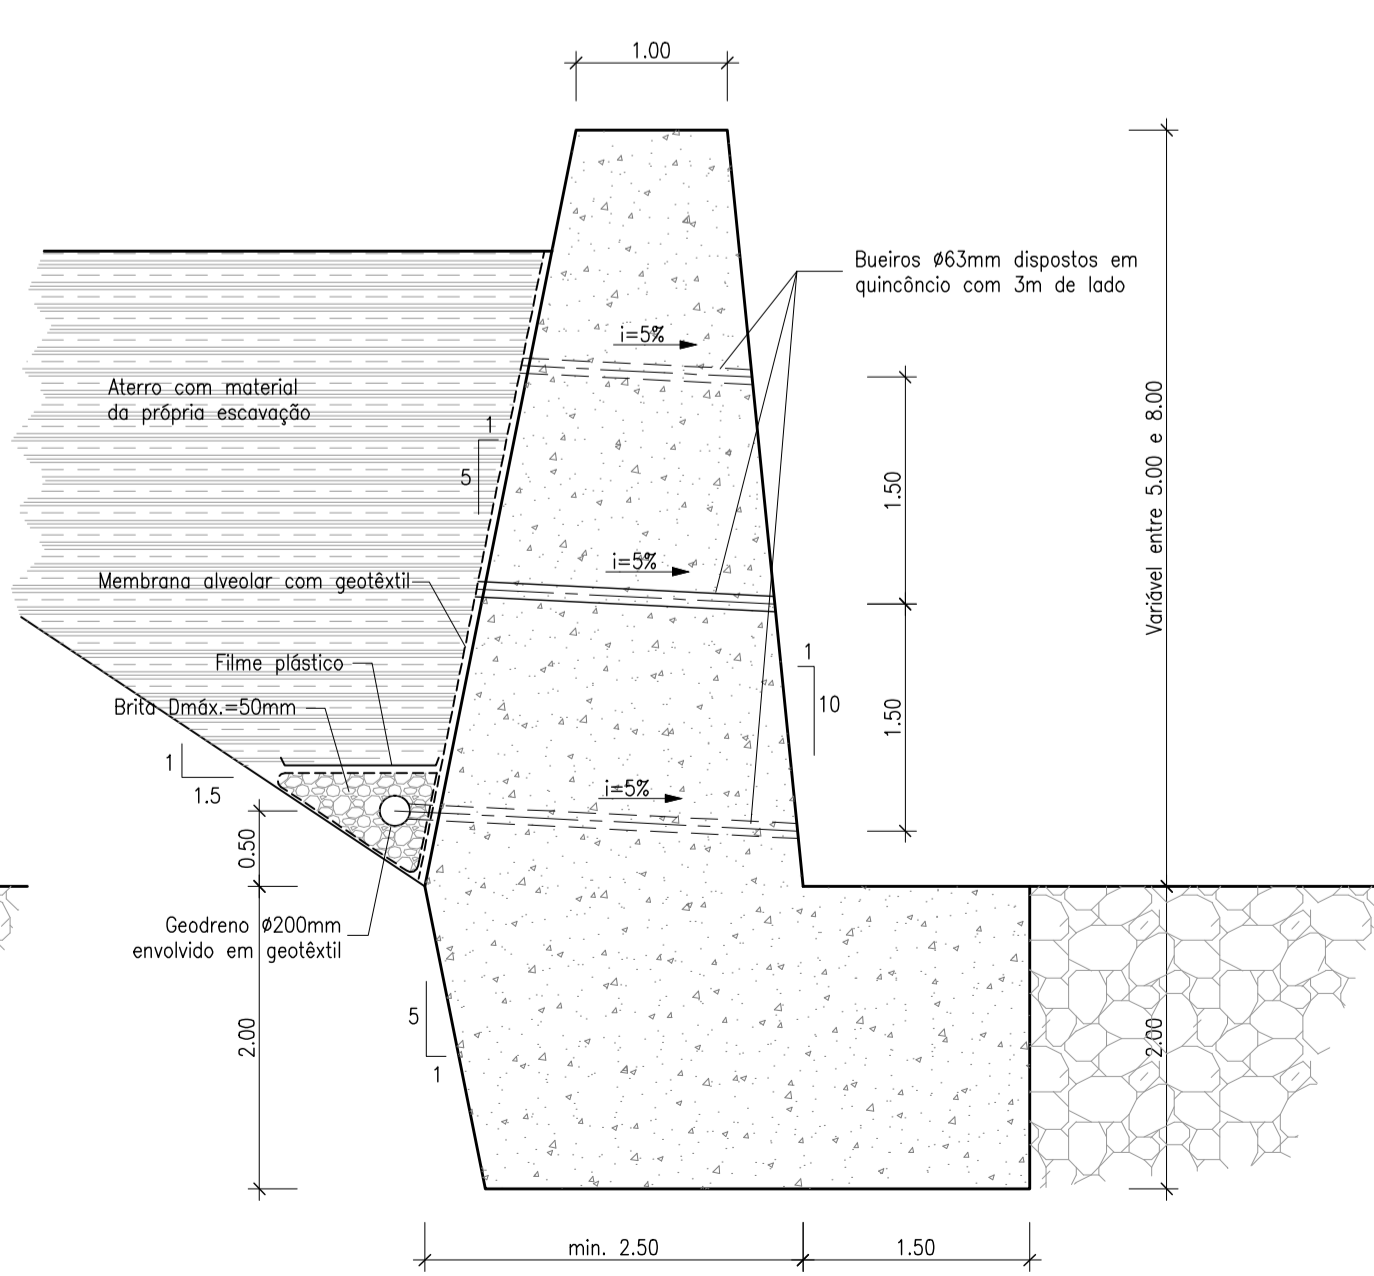 1.00
Bueiros Ø63mm dispostos em
quincôncio com 3m de lado
i=5%
Aterro com material
da própria escavação
1
5
1.50
Variável entre 5.00 e 8.00
i=5%
Membrana alveolar com geotêxtil
1
10
Filme plástico
Brita Dmáx.=50mm
1.50
1
1.5
i=5%
0.50
Geodreno Ø200mm
envolvido em geotêxtil
5
1
2.00
2.00
min. 2.50
1.50